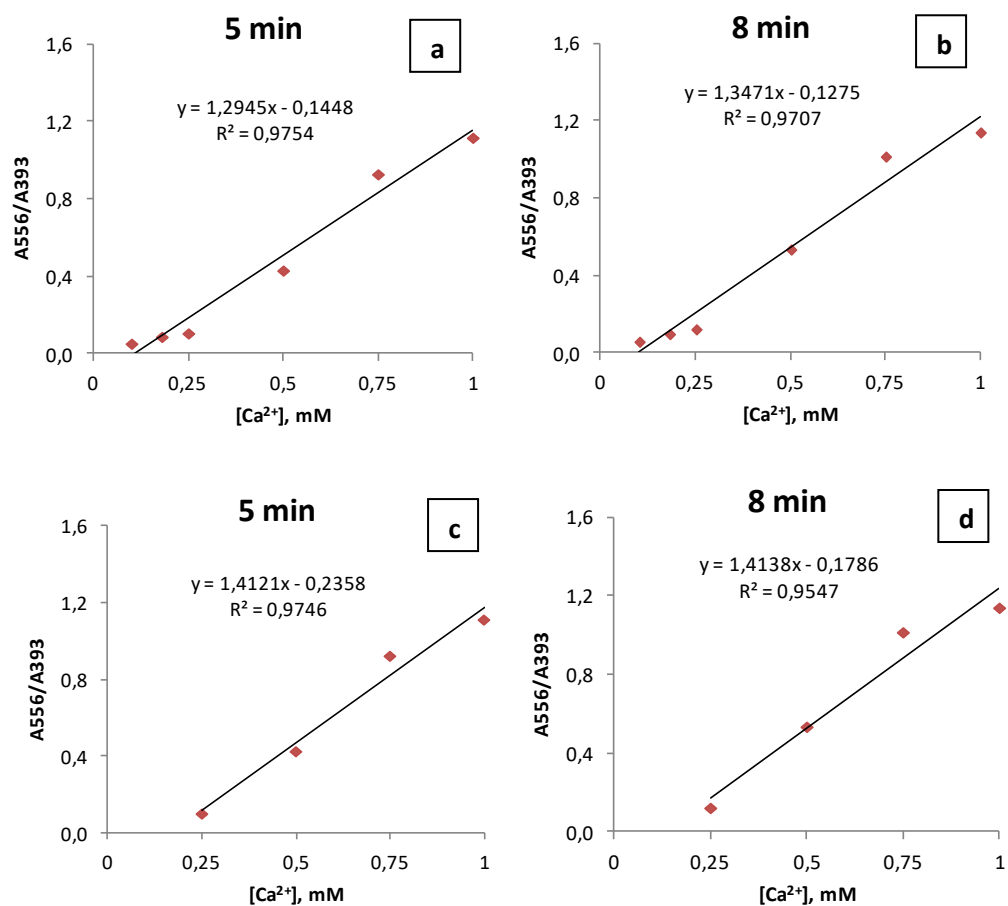 5 min
a
y = 1,2945x - 0,1448
R² = 0,9754
A556/A393
1,6
1,2
0,8
0,4
0,0
0 0,25 0,5 0,75 1
[Ca²⁺], mM
8 min
b
y = 1,3471x - 0,1275
R² = 0,9707
A556/A393
1,6
1,2
0,8
0,4
0,0
0 0,25 0,5 0,75 1
[Ca²⁺], mM
5 min
c
y = 1,4121x - 0,2358
R² = 0,9746
A556/A393
1,6
1,2
0,8
0,4
0,0
0 0,25 0,5 0,75 1
[Ca²⁺], mM
8 min
d
y = 1,4138x - 0,1786
R² = 0,9547
A556/A393
1,6
1,2
0,8
0,4
0,0
0 0,25 0,5 0,75 1
[Ca²⁺], mM